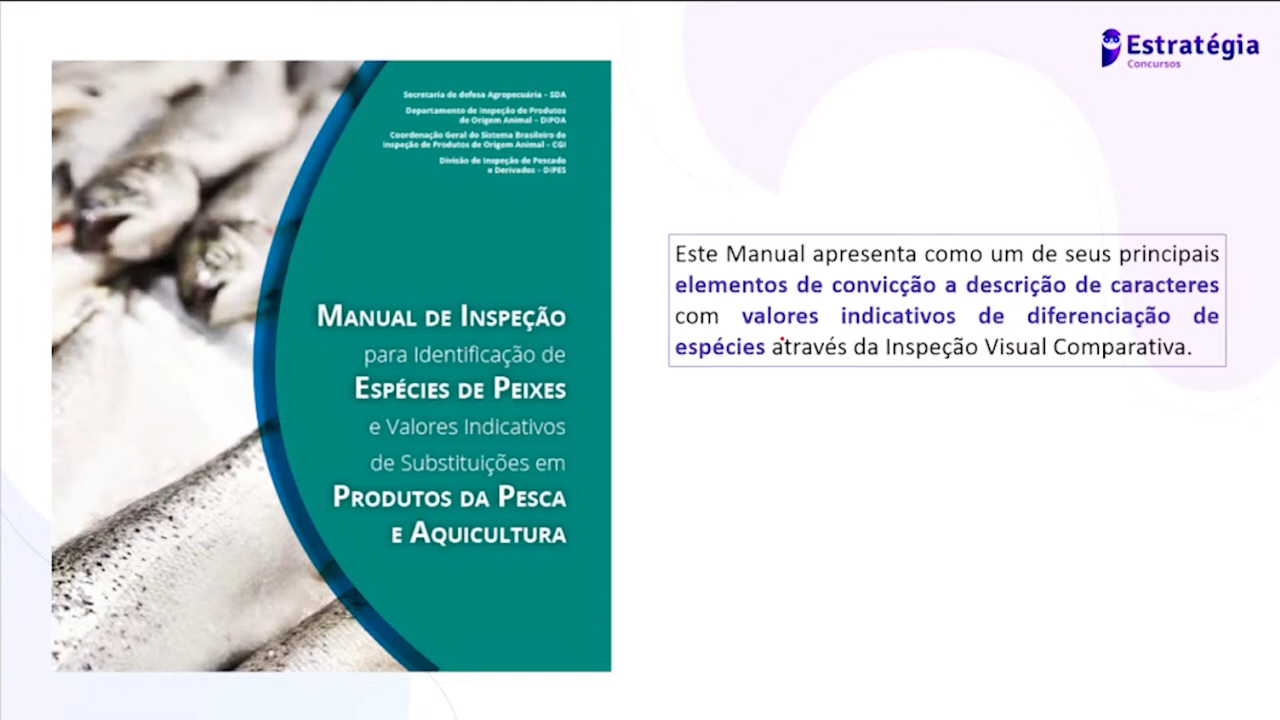 Estratégia
Concursos
Secretaria de defesa Agropecuária – SDA
Departamento de Inspeção de Produtos
de Origem Animal – DIPOA
Coordenação Geral do Sistema Brasileiro de
Inspeção de Produtos de Origem Animal – CGI
Divisão de Inspeção de Pescado
e Derivados – DIPES
MANUAL DE INSPEÇÃO
para Identificação de
ESPÉCIES DE PEIXES
e Valores Indicativos
de Substituições em
PRODUTOS DA PESCA
E AQUICULTURA
Este Manual apresenta como um de seus principais
elementos de convicção a descrição de caracteres
com valores indicativos de diferenciação de
espécies através da Inspeção Visual Comparativa.